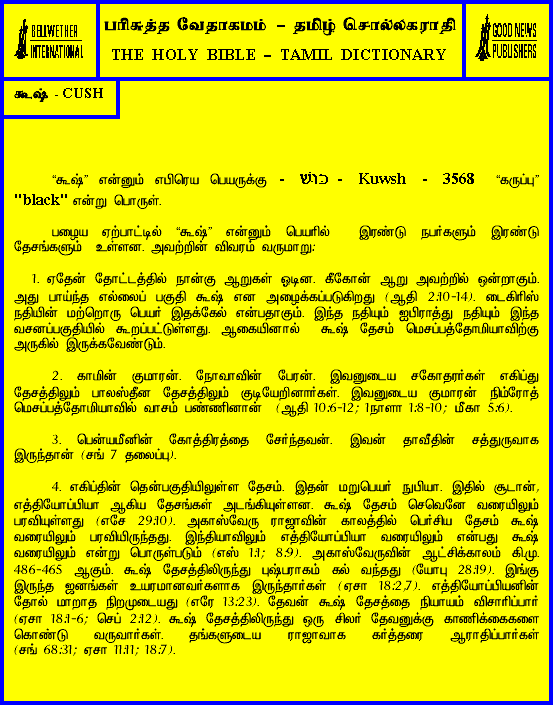 BELLWETHER INTERNATIONAL
பரிசுத்த வேதாகமம் – தமிழ் சொல்லகராதி
THE HOLY BIBLE – TAMIL DICTIONARY
GOOD NEWS PUBLISHERS
கூஷ் - CUSH
“கூஷ்” என்னும் எபிரெய பெயருக்கு - כּוּשׁ - Kuwsh - 3568 “கருப்பு”
"black" என்று பொருள்.
பழைய ஏற்பாட்டில் “கூஷ்” என்னும் பெயரில் இரண்டு நபர்களும் இரண்டு
தேசங்களும் உள்ளன. அவற்றின் விவரம் வருமாறு:
1. ஏதேன் தோட்டத்தில் நான்கு ஆறுகள் ஓடின. கீகோன் ஆறு அவற்றில் ஒன்றாகும்.
அது பாய்ந்த எல்லைப் பகுதி கூஷ் என அழைக்கப்படுகிறது (ஆதி 2:10-14). டைகிரிஸ்
நதியின் மற்றொரு பெயர் இதக்கேல் என்பதாகும். இந்த நதியும் ஐபிராத்து நதியும் இந்த
வசனப்பகுதியில் கூறப்பட்டுள்ளது. ஆகையினால் கூஷ் தேசம் மெசப்பத்தோமியாவிற்கு
அருகில் இருக்கவேண்டும்.
2. காமின் குமாரன். நோவாவின் பேரன். இவனுடைய சகோதரர்கள் எகிப்து
தேசத்திலும் பாலஸ்தீன தேசத்திலும் குடியேறினார்கள். இவனுடைய குமாரன் நிம்ரோத்
மெசப்பத்தோமியாவில் வாசம் பண்ணினான் (ஆதி 10:6-12; 1நாளா 1:8-10; மீகா 5:6).
3. பென்யமீனின் கோத்திரத்தை சேர்ந்தவன். இவன் தாவீதின் சத்துருவாக
இருந்தான் (சங் 7 தலைப்பு).
4. எகிப்தின் தென்பகுதியிலுள்ள தேசம். இதன் மறுபெயர் நுபியா. இதில் சூடான்,
எத்தியோப்பியா ஆகிய தேசங்கள் அடங்கியுள்ளன. கூஷ் தேசம் செவெனே வரையிலும்
பரவியுள்ளது (எசே 29:10). அகாஸ்வேரு ராஜாவின் காலத்தில் பெர்சிய தேசம் கூஷ்
வரையிலும் பரவியிருந்தது. இந்தியாவிலும் எத்தியோப்பியா வரையிலும் என்பது கூஷ்
வரையிலும் என்று பொருள்படும் (எஸ் 1:1; 8:9). அகாஸ்வேருவின் ஆட்சிக்காலம் கி.மு.
486-465 ஆகும். கூஷ் தேசத்திலிருந்து புஷ்பராகம் கல் வந்தது (யோபு 28:19). இங்கு
இருந்த ஜனங்கள் உயரமானவர்களாக இருந்தார்கள் (ஏசா 18:2,7). எத்தியோப்பியனின்
தோல் மாறாத நிறமுடையது (எரே 13:23). தேவன் கூஷ் தேசத்தை நியாயம் விசாரிப்பார்
(ஏசா 18:1-6; செப் 2:12). கூஷ் தேசத்திலிருந்து ஒரு சிலர் தேவனுக்கு காணிக்கைகளை
கொண்டு வருவார்கள். தங்களுடைய ராஜாவாக கர்த்தரை ஆராதிப்பார்கள்
(சங் 68:31; ஏசா 11:11; 18:7).